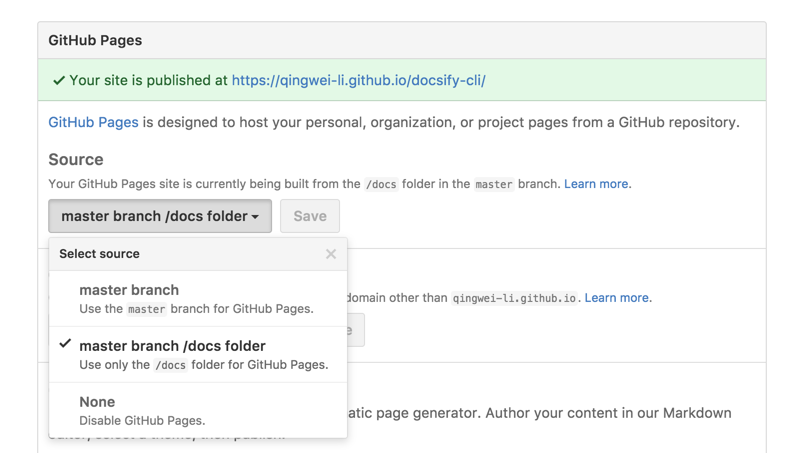 GitHub Pages
Your site is published at https://qingwei-li.github.io/docsify-cli/
GitHub Pages is designed to host your personal, organization, or project pages from a GitHub repository.
Source
Your GitHub Pages site is currently being built from the /docs folder in the master branch. Learn more.
master branch /docs folder
Save
Select source
master branch
Use the master branch for GitHub Pages.
domain other than qingwei-li.github.io. Learn more.
master branch /docs folder
Use only the /docs folder for GitHub Pages.
None
Disable GitHub Pages.
atic page generator. Author your content in our Markdown